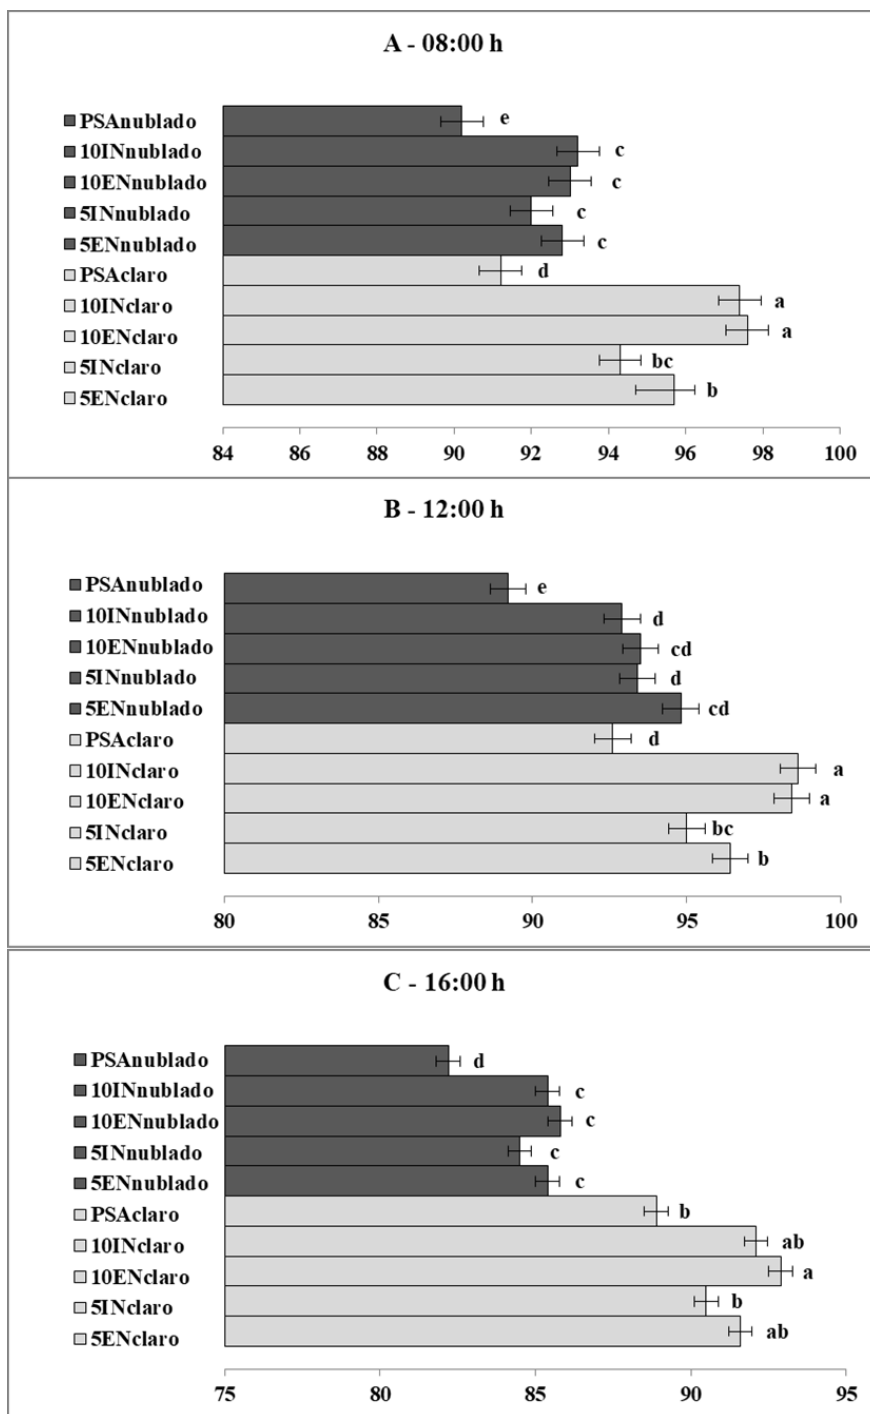 A - 08:00 h
PSAnublado e
10INnublado c
10ENnublado c
5INnublado c
5ENnublado c
PSAclaro d
10INclaro a
10ENclaro a
5INclaro bc
5ENclaro b
84 86 88 90 92 94 96 98 100
B - 12:00 h
PSAnublado e
10INnublado d
10ENnublado cd
5INnublado d
5ENnublado cd
PSAclaro d
10INclaro a
10ENclaro a
5INclaro bc
5ENclaro b
80 85 90 95 100
C - 16:00 h
PSAnublado d
10INnublado c
10ENnublado c
5INnublado c
5ENnublado c
PSAclaro b
10INclaro ab
10ENclaro a
5INclaro b
5ENclaro ab
75 80 85 90 95